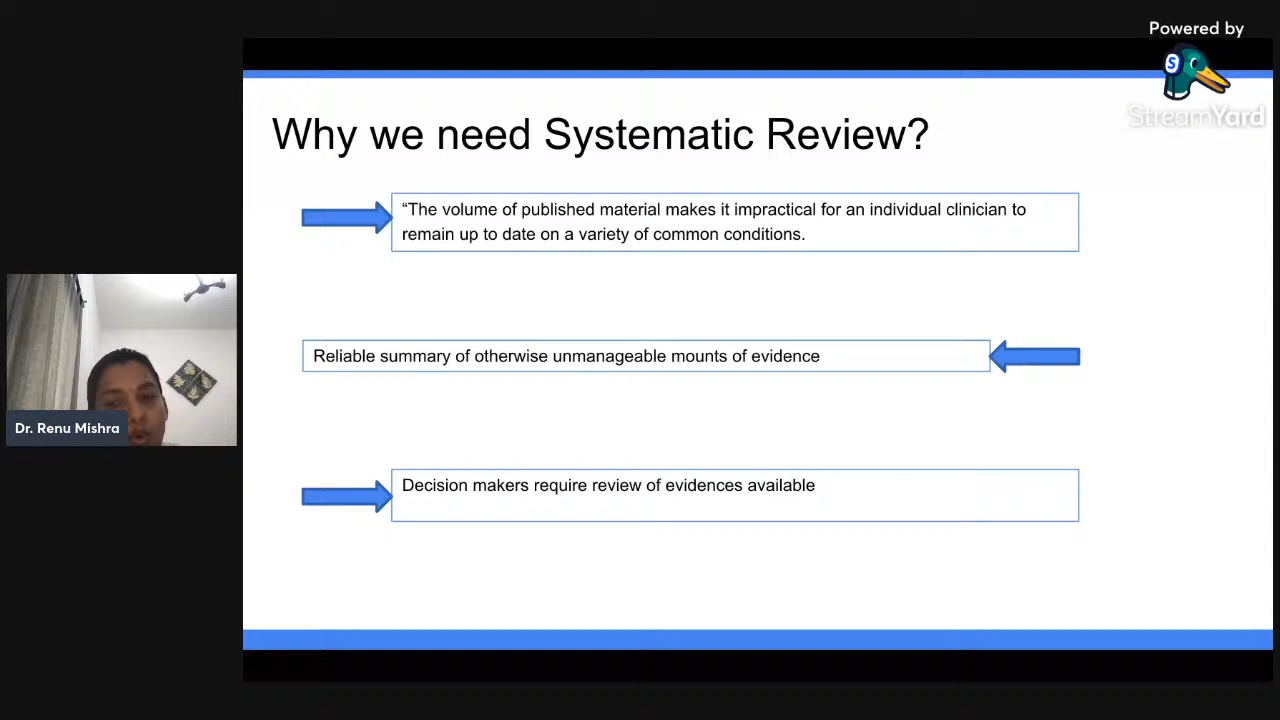 Powered by
StreamYard
Why we need Systematic Review?
“The volume of published material makes it impractical for an individual clinician to
remain up to date on a variety of common conditions.
Reliable summary of otherwise unmanageable mounts of evidence
Dr. Renu Mishra
Decision makers require review of evidences available